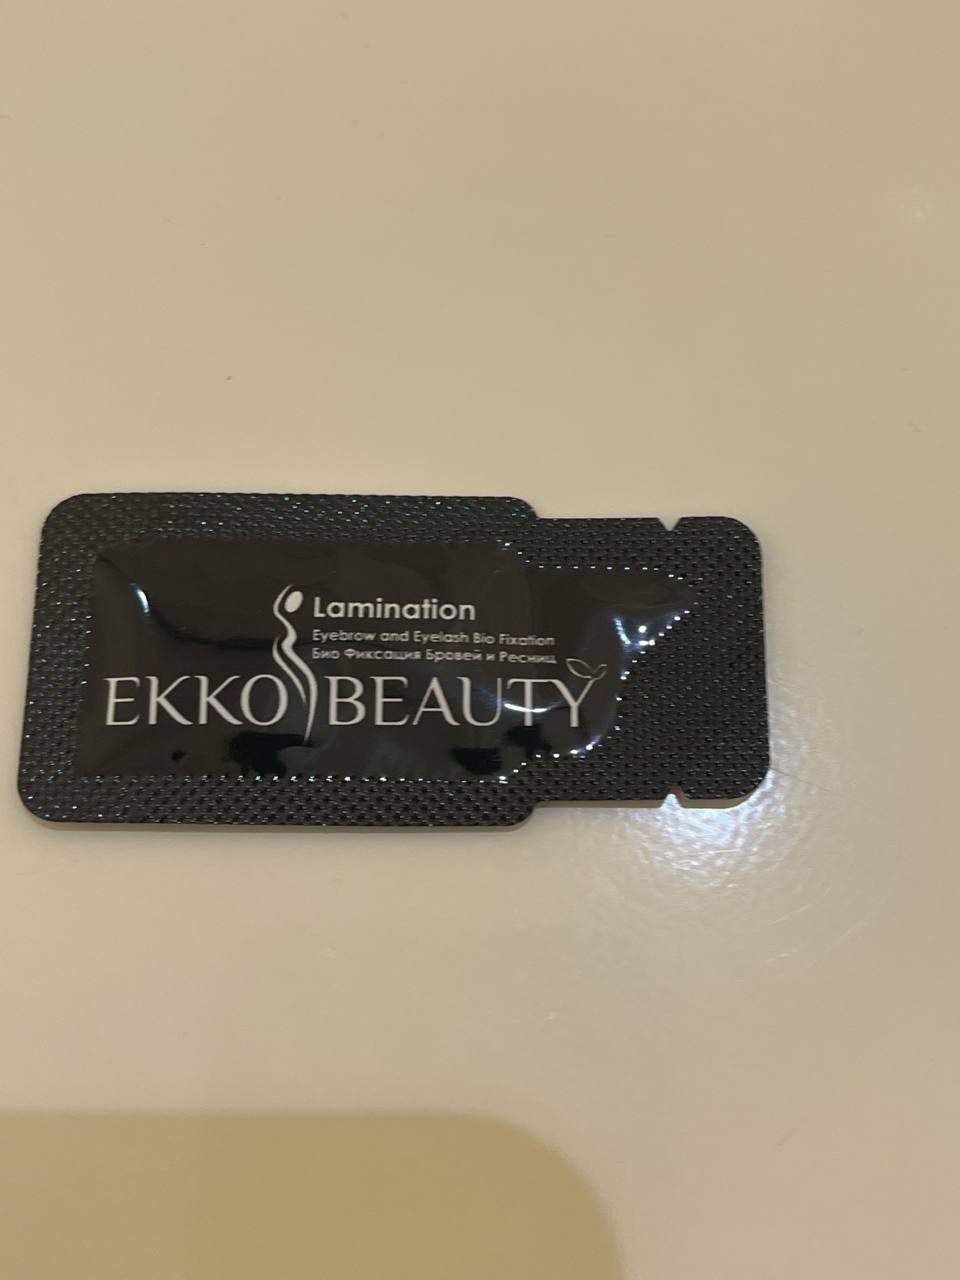 Lamination
Eyebrow and Eyelash Bio Fixation
Био Фиксация Бровей и Ресниц
EKKO BEAUTY